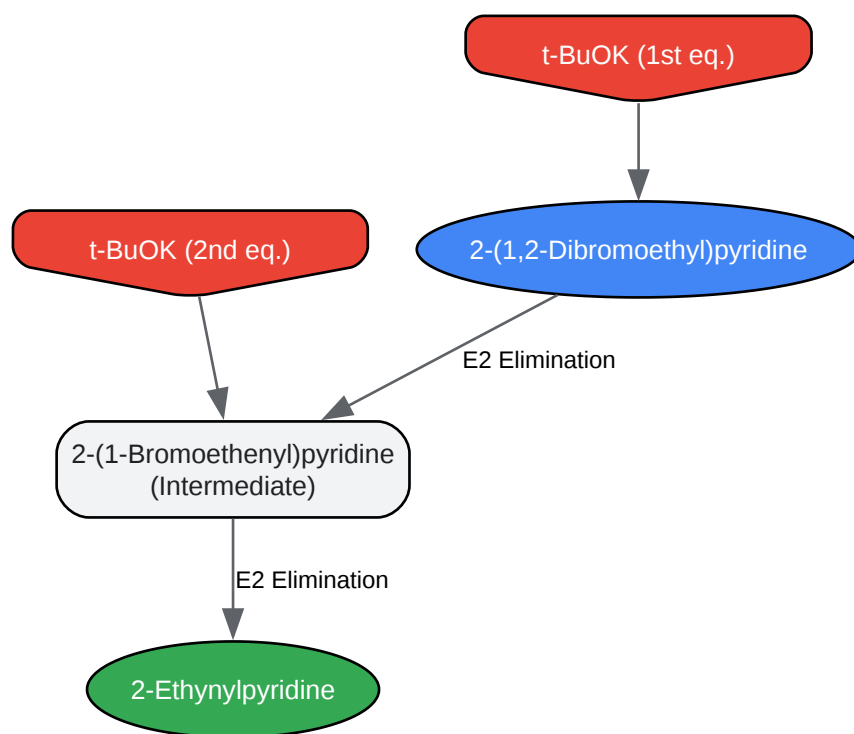 t-BuOK (1st eq.)
t-BuOK (2nd eq.)
2-(1,2-Dibromoethyl)pyridine
E2 Elimination
2-(1-Bromoethenyl)pyridine
(Intermediate)
E2 Elimination
2-Ethynylpyridine